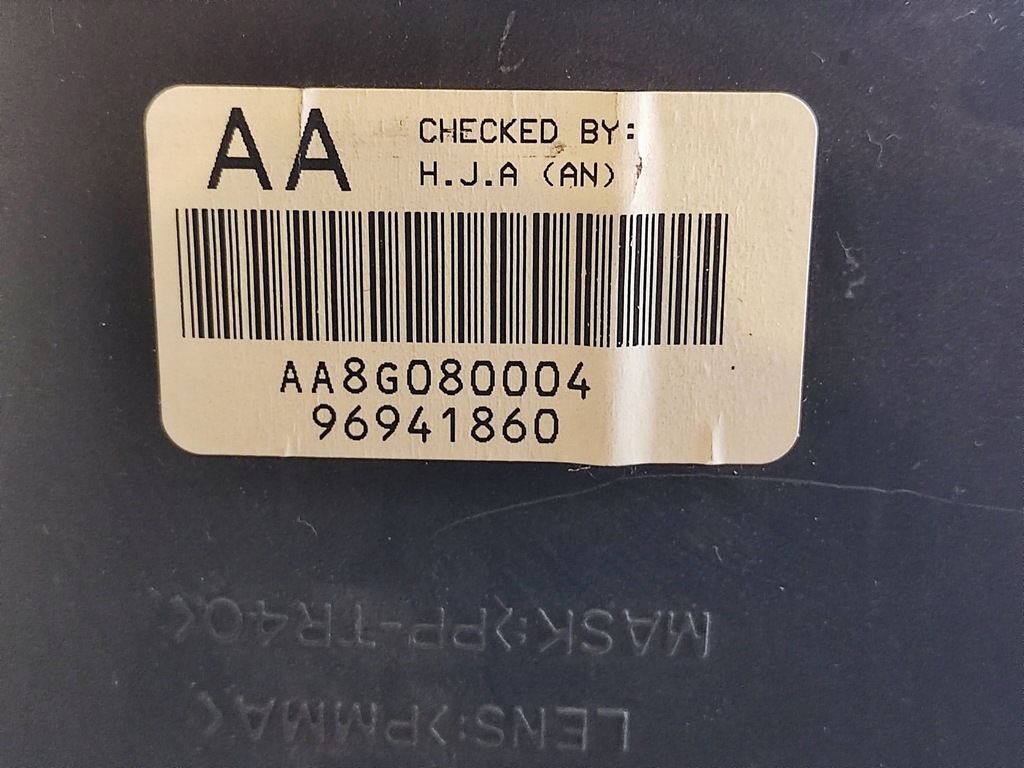 AA
CHECKED BY:
H.J.A (AN)
AA8G080004
96941860
MASK:>PP-TR40<
LENS:>PMMA<